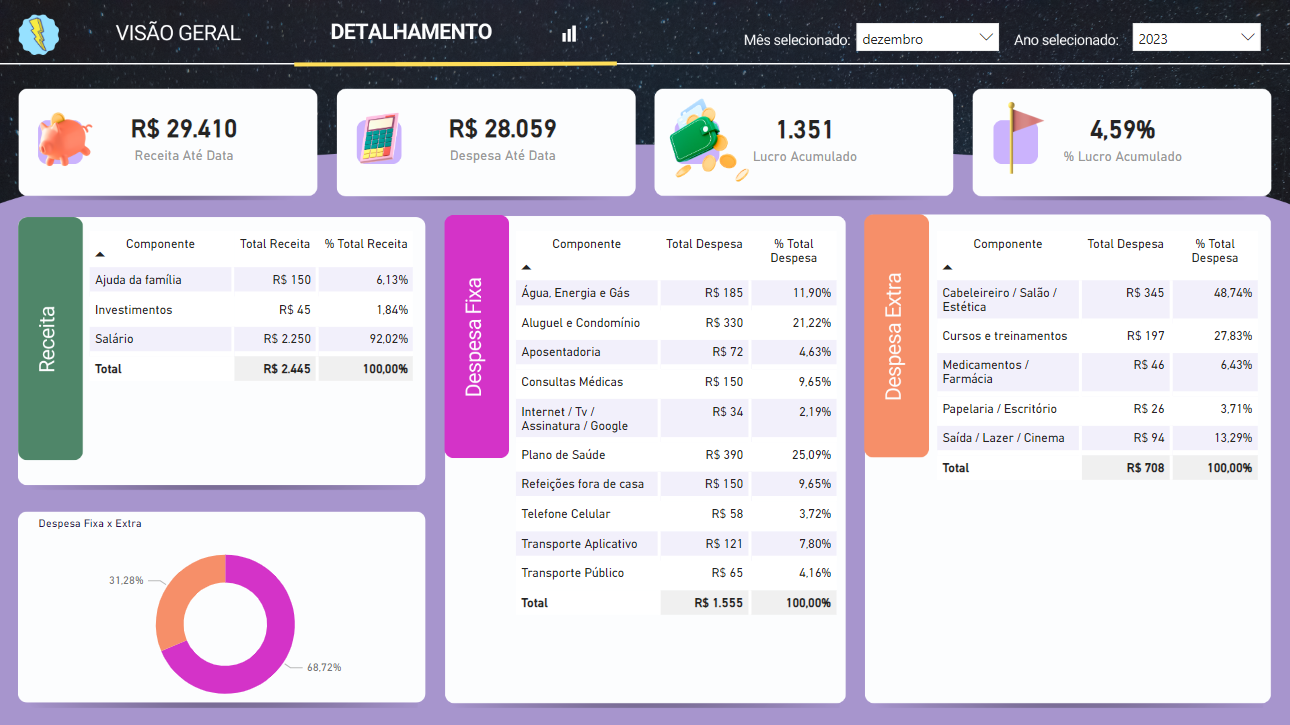 VISÃO GERAL
DETALHAMENTO
Mês selecionado:
dezembro
Ano selecionado:
2023
R$ 29.410
Receita Até Data
R$ 28.059
Despesa Até Data
1.351
Lucro Acumulado
4,59%
% Lucro Acumulado
Receita
Componente Total Receita % Total Receita
Ajuda da família R$ 150 6,13%
Investimentos R$ 45 1,84%
Salário R$ 2.250 92,02%
Total R$ 2.445 100,00%
Despesa Fixa x Extra
31,28%
68,72%
Despesa Fixa
Componente Total Despesa % Total
Despesa
Água, Energia e Gás R$ 185 11,90%
Aluguel e Condomínio R$ 330 21,22%
Aposentadoria R$ 72 4,63%
Consultas Médicas R$ 150 9,65%
Internet / Tv / R$ 34 2,19%
Assinatura / Google
Plano de Saúde R$ 390 25,09%
Refeições fora de casa R$ 150 9,65%
Telefone Celular R$ 58 3,72%
Transporte Aplicativo R$ 121 7,80%
Transporte Público R$ 65 4,16%
Total R$ 1.555 100,00%
Despesa Extra
Componente Total Despesa % Total
Despesa
Cabeleireiro / Salão / R$ 345 48,74%
Estética
Cursos e treinamentos R$ 197 27,83%
Medicamentos / R$ 46 6,43%
Farmácia
Papelaria / Escritório R$ 26 3,71%
Saída / Lazer / Cinema R$ 94 13,29%
Total R$ 708 100,00%